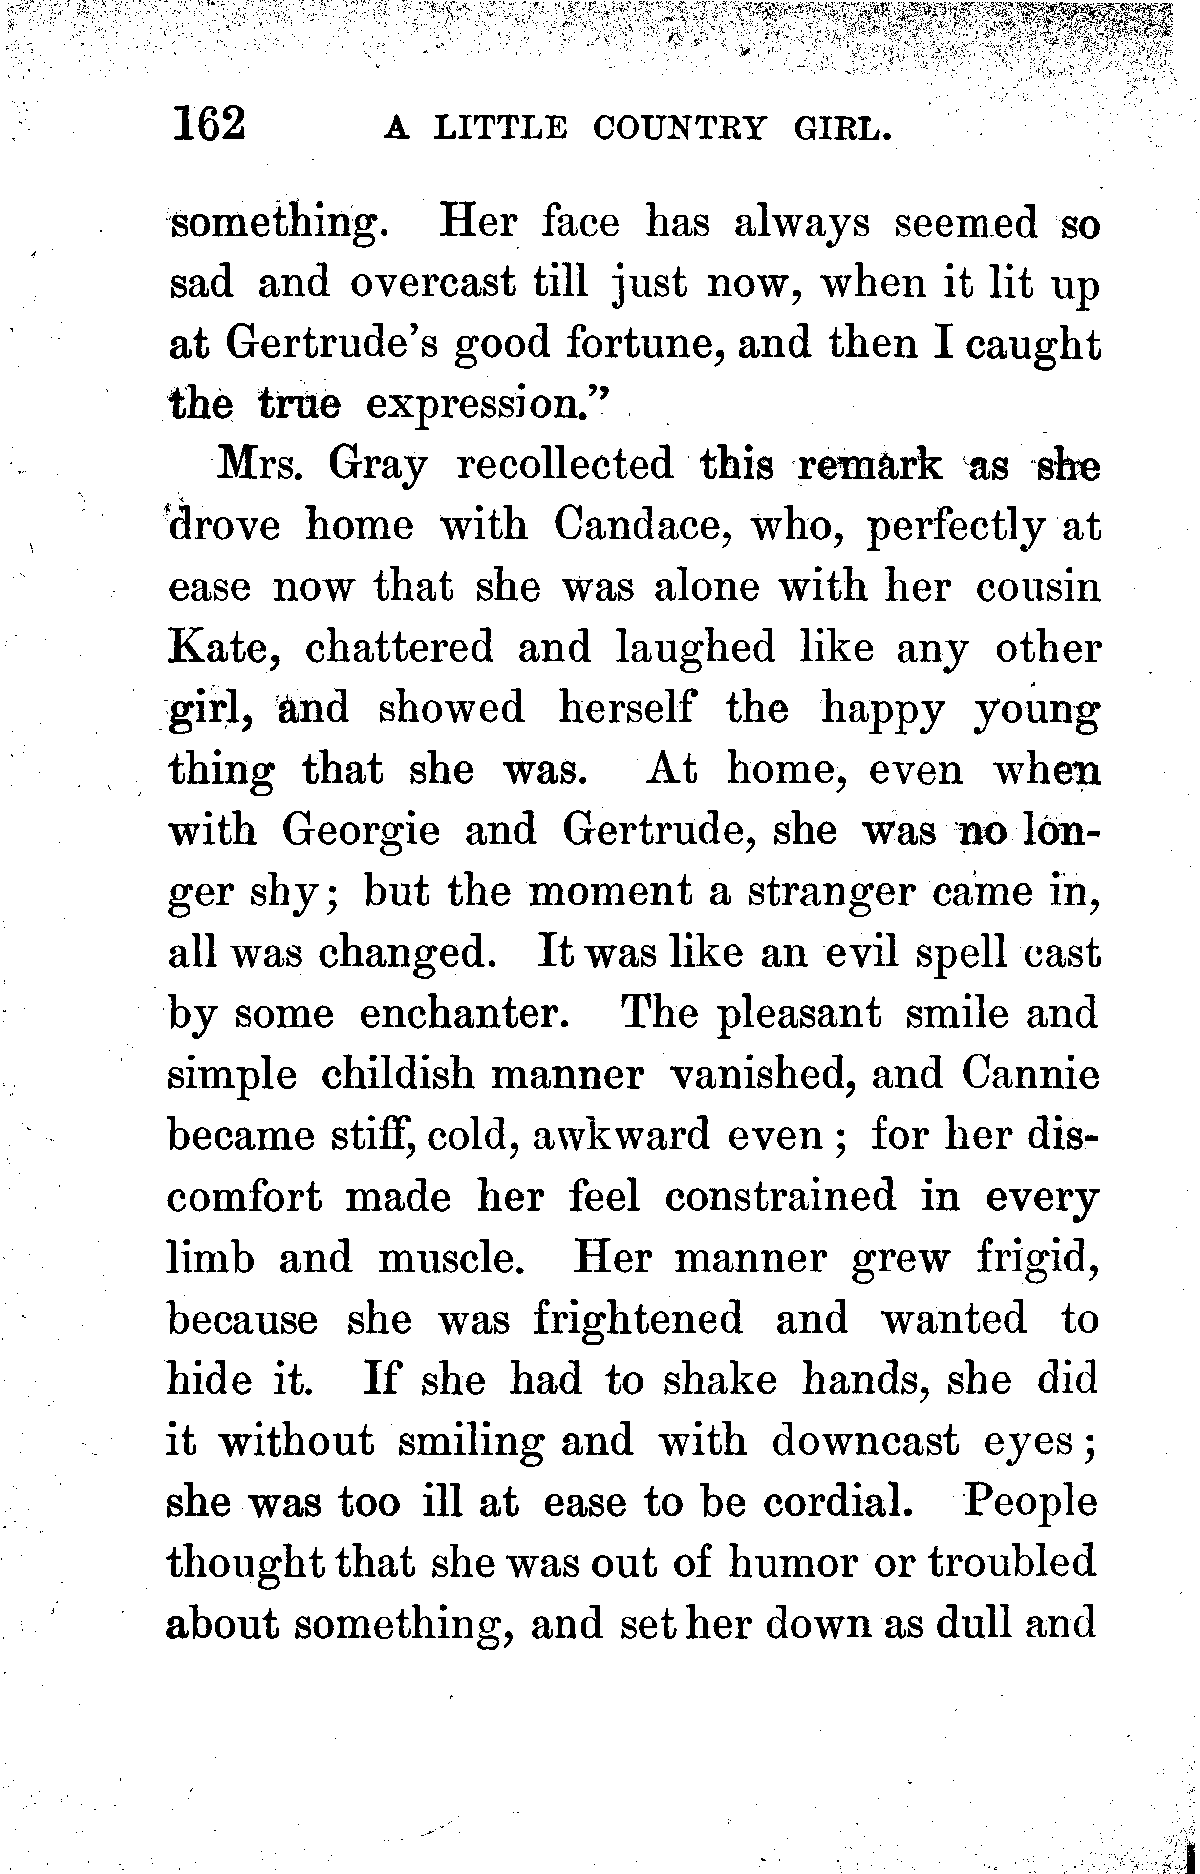 162 A LITTLE COUNTRY GIRL.
something. Her face has always seemed so
sad and overcast till just now, when it lit up
at Gertrude's good fortune, and then I caught
the true expression."
Mrs. Gray recollected this remark as she
drove home with Candace, who, perfectly at
ease now that she was alone with her cousin
Kate, chattered and laughed like any other
girl, and showed herself the happy young
thing that she was. At home, even when
with Georgie and Gertrude, she was no lon-
ger shy; but the moment a stranger came in,
all was changed. It was like an evil spell cast
by some enchanter. The pleasant smile and
simple childish manner vanished, and Cannie
became stiff, cold, awkward even; for her dis-
comfort made her feel constrained in every
limb and muscle. Her manner grew frigid,
because she was frightened and wanted to
hide it. If she had to shake hands, she did
it without smiling and with downcast eyes;
she was too ill at ease to be cordial. People
thought that she was out of humor or troubled
about something, and set her down as dull and